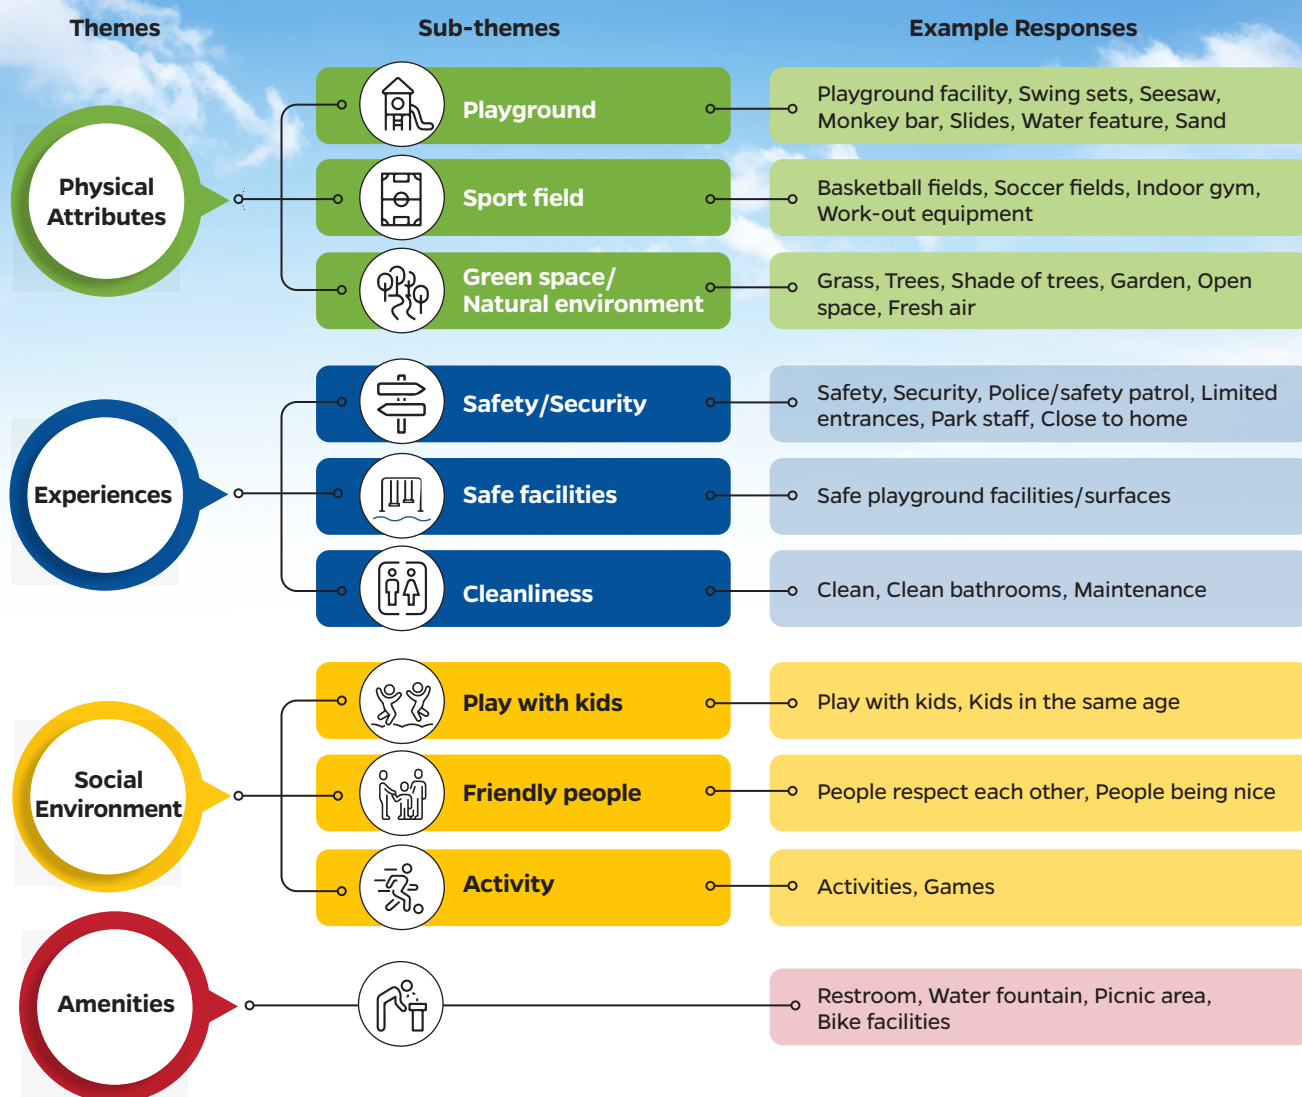 Themes
Sub-themes
Example Responses
Physical
Attributes
Playground
Playground facility, Swing sets, Seesaw,
Monkey bar, Slides, Water feature, Sand
Sport field
Basketball fields, Soccer fields, Indoor gym,
Work-out equipment
Green space/
Natural environment
Grass, Trees, Shade of trees, Garden, Open
space, Fresh air
Experiences
Safety/Security
Safety, Security, Police/safety patrol, Limited
entrances, Park staff, Close to home
Safe facilities
Safe playground facilities/surfaces
Cleanliness
Clean, Clean bathrooms, Maintenance
Social
Environment
Play with kids
Play with kids, Kids in the same age
Friendly people
People respect each other, People being nice
Activity
Activities, Games
Amenities
Restroom, Water fountain, Picnic area,
Bike facilities